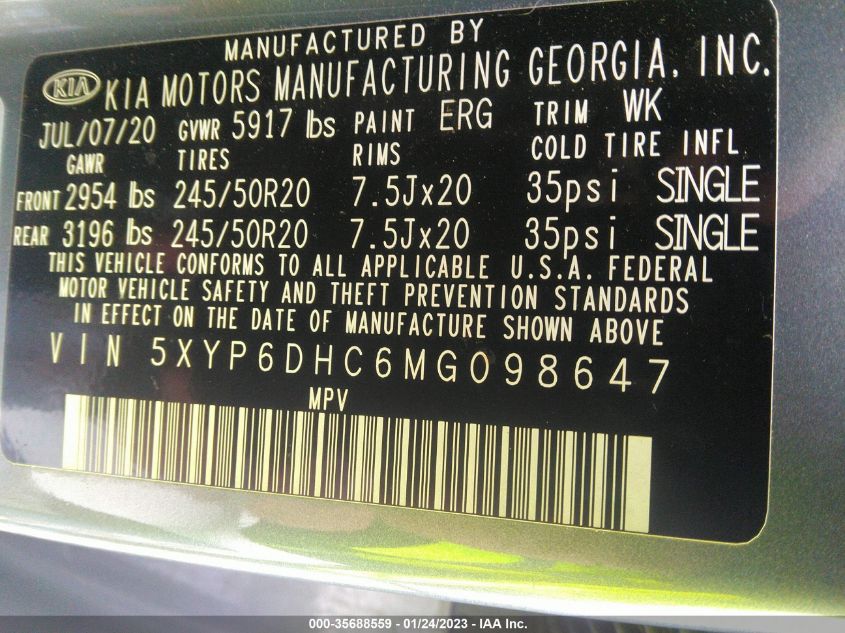 MANUFACTURED BY
KIA KIA MOTORS MANUFACTURING GEORGIA, INC.
JUL/07/20 GVWR 5917 lbs PAINT ERG TRIM WK
GAWR TIRES RIMS COLD TIRE INFL
FRONT 2954 lbs 245/50R20 7.5Jx20 35psi SINGLE
REAR 3196 lbs 245/50R20 7.5Jx20 35psi SINGLE
THIS VEHICLE CONFORMS TO ALL APPLICABLE U.S.A. FEDERAL
MOTOR VEHICLE SAFETY AND THEFT PREVENTION STANDARDS
IN EFFECT ON THE DATE OF MANUFACTURE SHOWN ABOVE
VIN 5XYP6DHC6MG098647
MPV
000-35688559 — 01/24/2023 — IAA Inc.